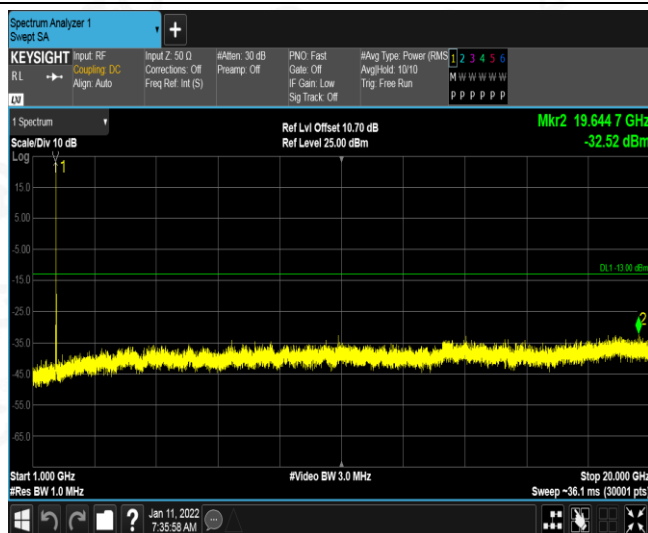 Spectrum Analyzer 1
Swept SA
KEYSIGHT
RL
Input: RF
Coupling: DC
Align: Auto
Input Z: 50 Ω
Corrections: Off
Freq Ref: Int (S)
#Atten: 30 dB
Preamp: Off
PNO: Fast
Gate: Off
IF Gain: Low
Sig Track: Off
#Avg Type: Power (RMS
Avg|Hold: 10/10
Trig: Free Run
1 2 3 4 5 6
M W W W W W
P P P P P P
1 Spectrum
Scale/Div 10 dB
Ref Lvl Offset 10.70 dB
Ref Level 25.00 dBm
Mkr2 19.644 7 GHz
-32.52 dBm
Log
1
15.0
5.00
-5.00
DL1 -13.00 dBm
-15.0
-25.0
2
-35.0
-45.0
-55.0
-65.0
Start 1.000 GHz
#Video BW 3.0 MHz
Stop 20.000 GHz
#Res BW 1.0 MHz
Sweep ~36.1 ms (30001 pts)
Jan 11, 2022
7:35:58 AM